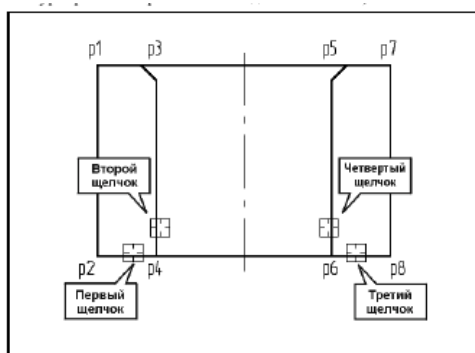 p1 p3 p5 p7
Второй
щелчок
Четвертый
щелчок
p2 p4 p6 p8
Первый
щелчок
Третий
щелчок